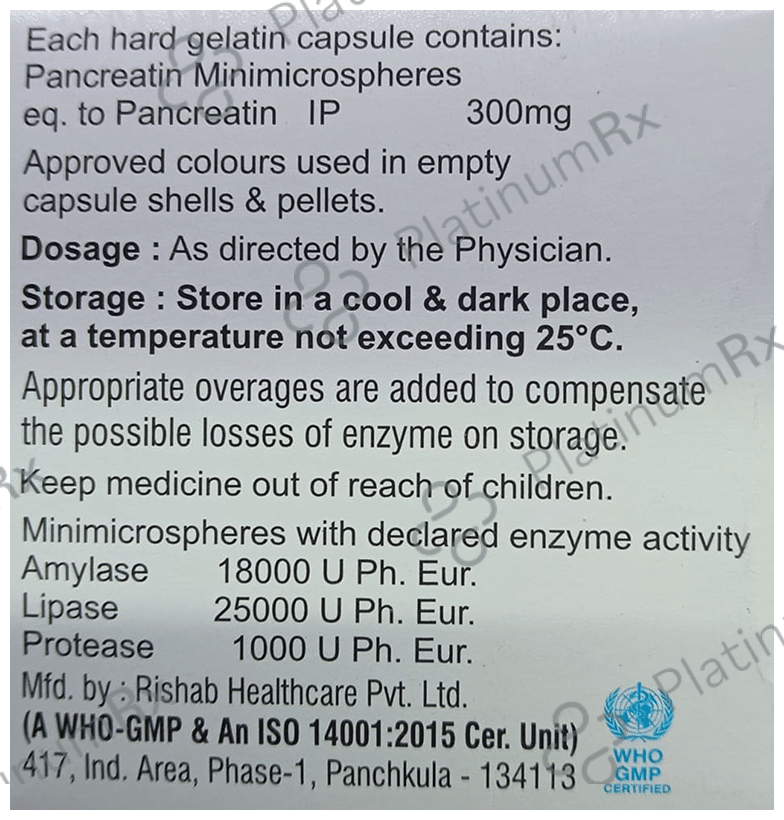 Each hard gelatin capsule contains:
Pancreatin Minimicrospheres
eq. to Pancreatin IP 300mg
Approved colours used in empty
capsule shells & pellets.
Dosage : As directed by the Physician.
Storage : Store in a cool & dark place,
at a temperature not exceeding 25°C.
Appropriate overages are added to compensate
the possible losses of enzyme on storage.
Keep medicine out of reach of children.
Minimicrospheres with declared enzyme activity
Amylase 18000 U Ph. Eur.
Lipase 25000 U Ph. Eur.
Protease 1000 U Ph. Eur.
Mfd. by : Rishab Healthcare Pvt. Ltd.
(A WHO-GMP & An ISO 14001:2015 Cer. Unit)
417, Ind. Area, Phase-1, Panchkula - 134113
WHO
GMP
CERTIFIED
PlatinumRx
PlatinumRx